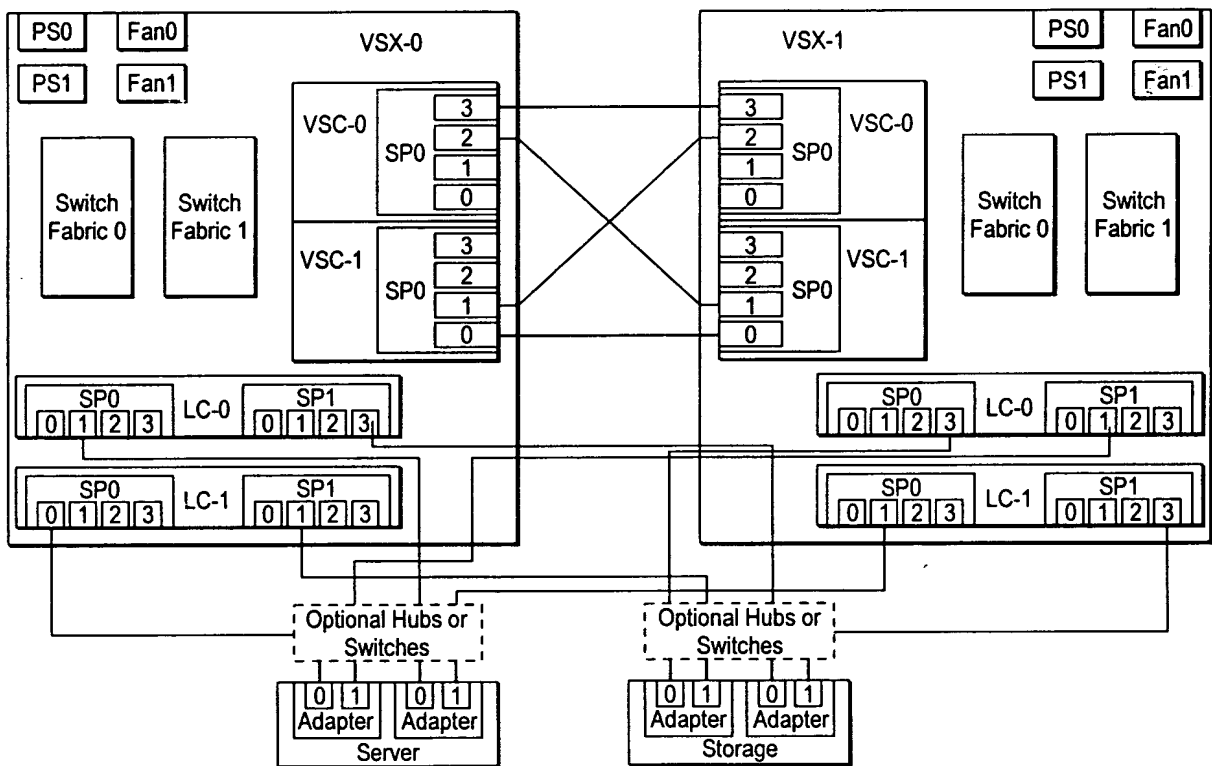 PS0 Fan0 VSX-0
PS1 Fan1
VSC-0 SP0 3 2 1 0
Switch Fabric 0
Switch Fabric 1
VSC-1 SP0 3 2 1 0
SP0 LC-0 SP1
0 1 2 3 0 1 2 3
SP0 LC-1 SP1
0 1 2 3 0 1 2 3
VSX-1 PS0 Fan0
PS1 Fan1
3 2 1 0 SP0 VSC-0
Switch Fabric 0
Switch Fabric 1
3 2 1 0 SP0 VSC-1
SP0 LC-0 SP1
0 1 2 3 0 1 2 3
SP0 LC-1 SP1
0 1 2 3 0 1 2 3
Optional Hubs or
Switches
0 1 0 1
Adapter Adapter
Server
Optional Hubs or
Switches
0 1 0 1
Adapter Adapter
Storage